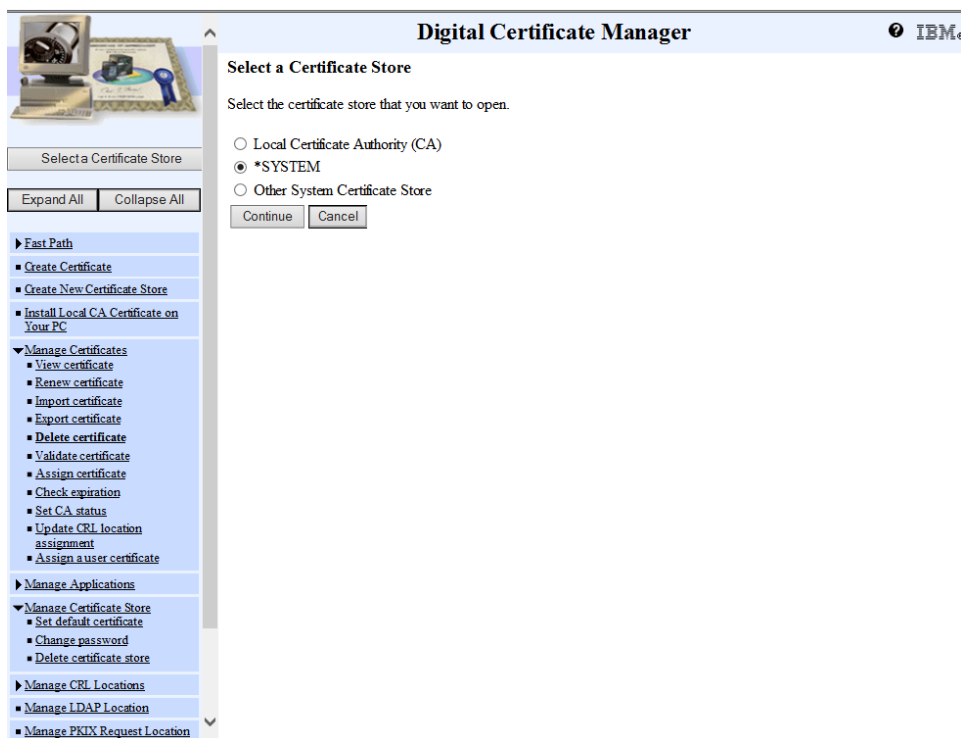 Digital Certificate Manager
IBM
Select a Certificate Store
Expand All
Collapse All
Fast Path
Create Certificate
Create New Certificate Store
Install Local CA Certificate on
Your PC
Manage Certificates
View certificate
Renew certificate
Import certificate
Export certificate
Delete certificate
Validate certificate
Assign certificate
Check expiration
Set CA status
Update CRL location
assignment
Assign a user certificate
Manage Applications
Manage Certificate Store
Set default certificate
Change password
Delete certificate store
Manage CRL Locations
Manage LDAP Location
Manage PKIX Request Location
Select a Certificate Store
Select the certificate store that you want to open.
Local Certificate Authority (CA)
*SYSTEM
Other System Certificate Store
Continue
Cancel